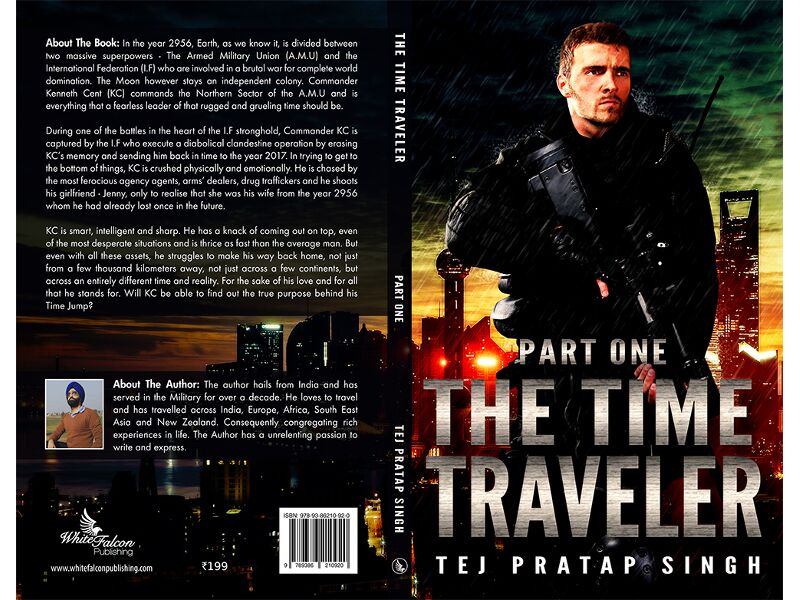 About The Book: In the year 2956, Earth, as we know it, is divided between
two massive superpowers - The Armed Military Union (A.M.U) and the
International Federation (I.F) who are involved in a brutal war for complete world
domination. The Moon however stays an independent colony. Commander
Kenneth Cent (KC) commands the Northern Sector of the A.M.U and is
everything that a fearless leader of that rugged and grueling time should be.
During one of the battles in the heart of the I.F stronghold, Commander KC is
captured by the I.F who execute a diabolical clandestine operation by erasing
KC's memory and sending him back in time to the year 2017. In trying to get to
the bottom of things, KC is crushed physically and emotionally. He is chased by
the most ferocious agency agents, arms' dealers, drug traffickers and he shoots
his girlfriend - Jenny, only to realise that she was his wife from the year 2956
whom he had already lost once in the future.
KC is smart, intelligent and sharp. He has a knack of coming out on top, even
of the most desperate situations and is thrice as fast than the average man. But
even with all these assets, he struggles to make his way back home, not just
from a few thousand kilometers away, not just across a few continents, but
across an entirely different time and reality. For the sake of his love and for all
that he stands for. Will KC be able to find out the true purpose behind his
Time Jump?
About The Author: The author hails from India and has
served in the Military for over a decade. He loves to travel
and has travelled across India, Europe, Africa, South East
Asia and New Zealand. Consequently congregating rich
experiences in life. The Author has a unrelenting passion to
write and express.
White Falcon
Publishing
www.whitefalconpublishing.com
₹199
ISBN: 978-93-86210-92-0
9 789386 210920
THE TIME TRAVELER
PART ONE
TEJ PRATAP SINGH
PART ONE
THE TIME
TRAVELER
TEJ PRATAP SINGH